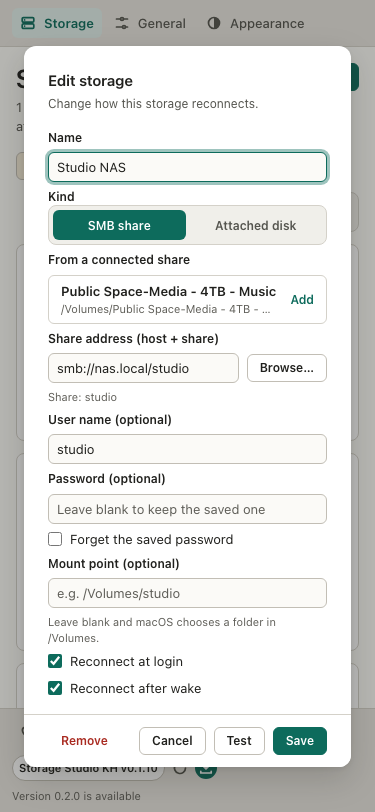 Storage
General
Appearance
Edit storage
Change how this storage reconnects.
Name
Studio NAS
Kind
SMB share
Attached disk
From a connected share
Public Space-Media - 4TB - Music
/Volumes/Public Space-Media - 4TB - ...
Add
Share address (host + share)
smb://nas.local/studio
Browse...
Share: studio
User name (optional)
studio
Password (optional)
Leave blank to keep the saved one
Forget the saved password
Mount point (optional)
e.g. /Volumes/studio
Leave blank and macOS chooses a folder in
/Volumes.
Reconnect at login
Reconnect after wake
Remove
Cancel
Test
Save
Storage Studio KH v0.1.10
Version 0.2.0 is available